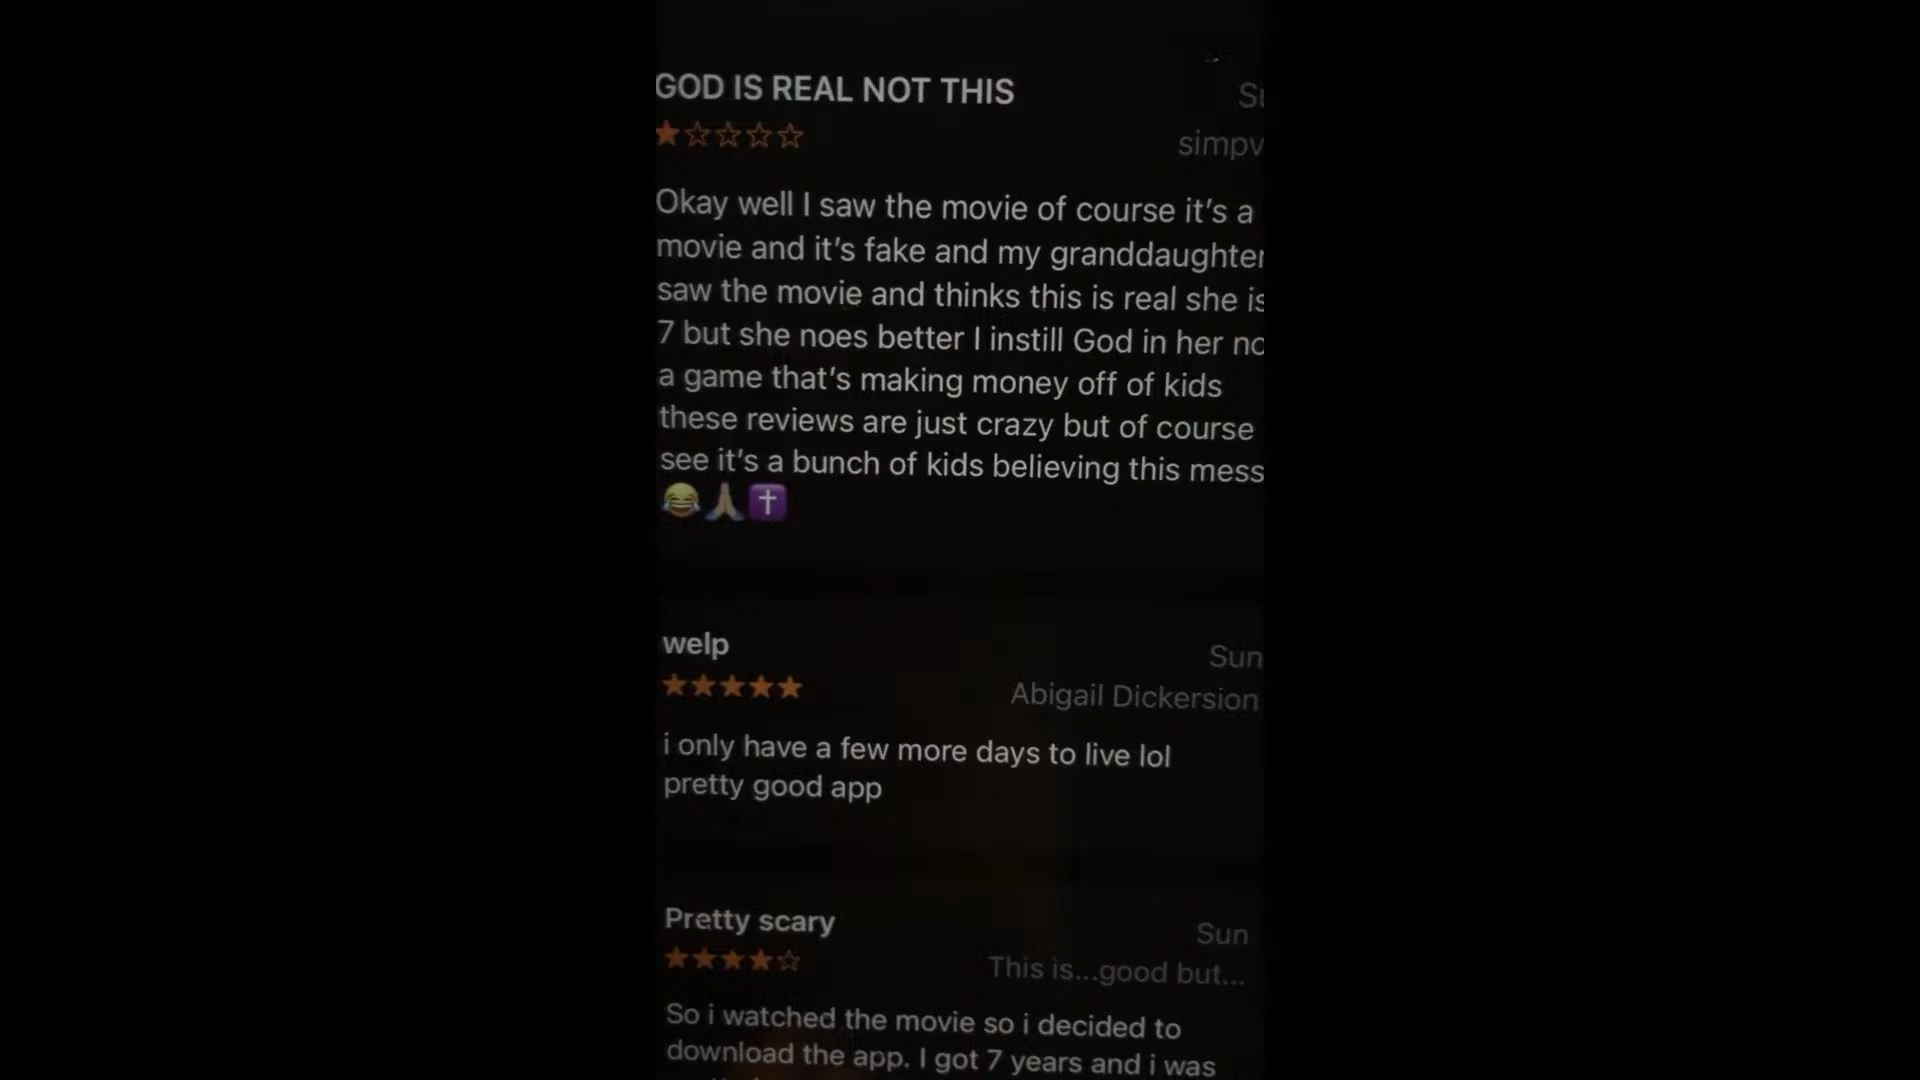 GOD IS REAL NOT THIS
simpv
Okay well I saw the movie of course it's a
movie and it's fake and my granddaughter
saw the movie and thinks this is real she is
7 but she noes better I instill God in her
a game that's making money off of kids
these reviews are just crazy but of course
see it's a bunch of kids believing this mess
😂🙏✝️
welp
Sun
Abigail Dickersion
i only have a few more days to live lol
pretty good app
Pretty scary
Sun
This is...good but...
So i watched the movie so i decided to
download the app. I got 7 years and i was